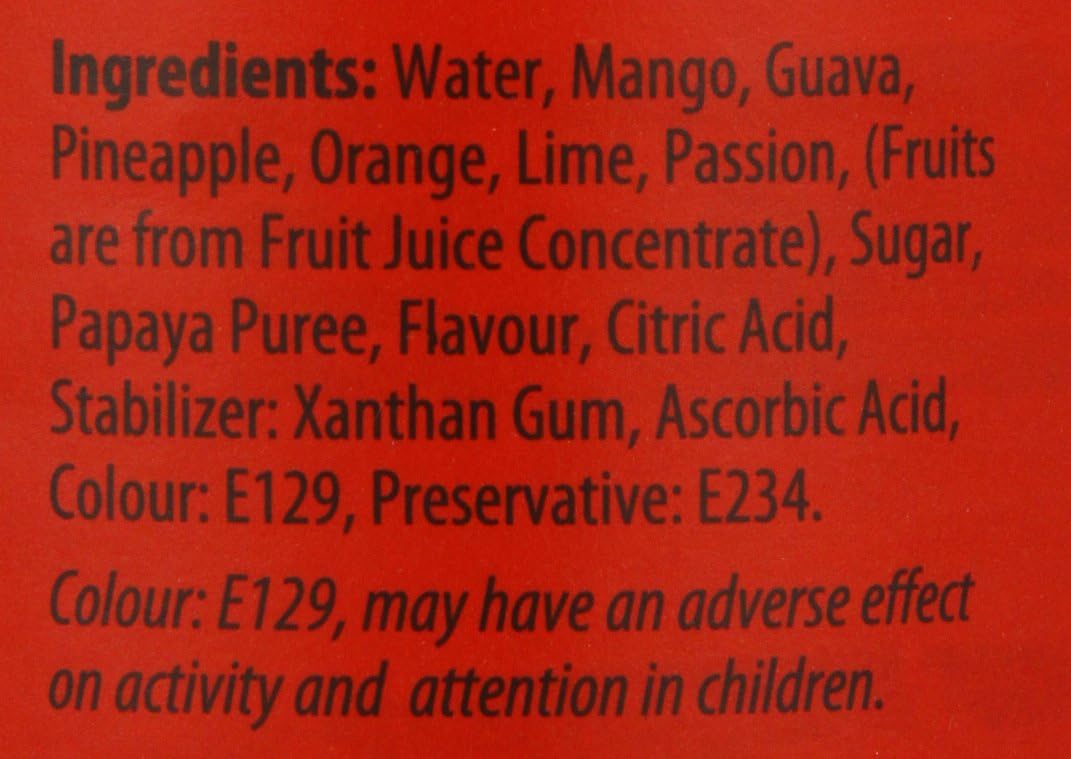 Ingredients: Water, Mango, Guava,
Pineapple, Orange, Lime, Passion, (Fruits
are from Fruit Juice Concentrate), Sugar,
Papaya Puree, Flavour, Citric Acid,
Stabilizer: Xanthan Gum, Ascorbic Acid,
Colour: E129, Preservative: E234.
Colour: E129, may have an adverse effect
on activity and attention in children.